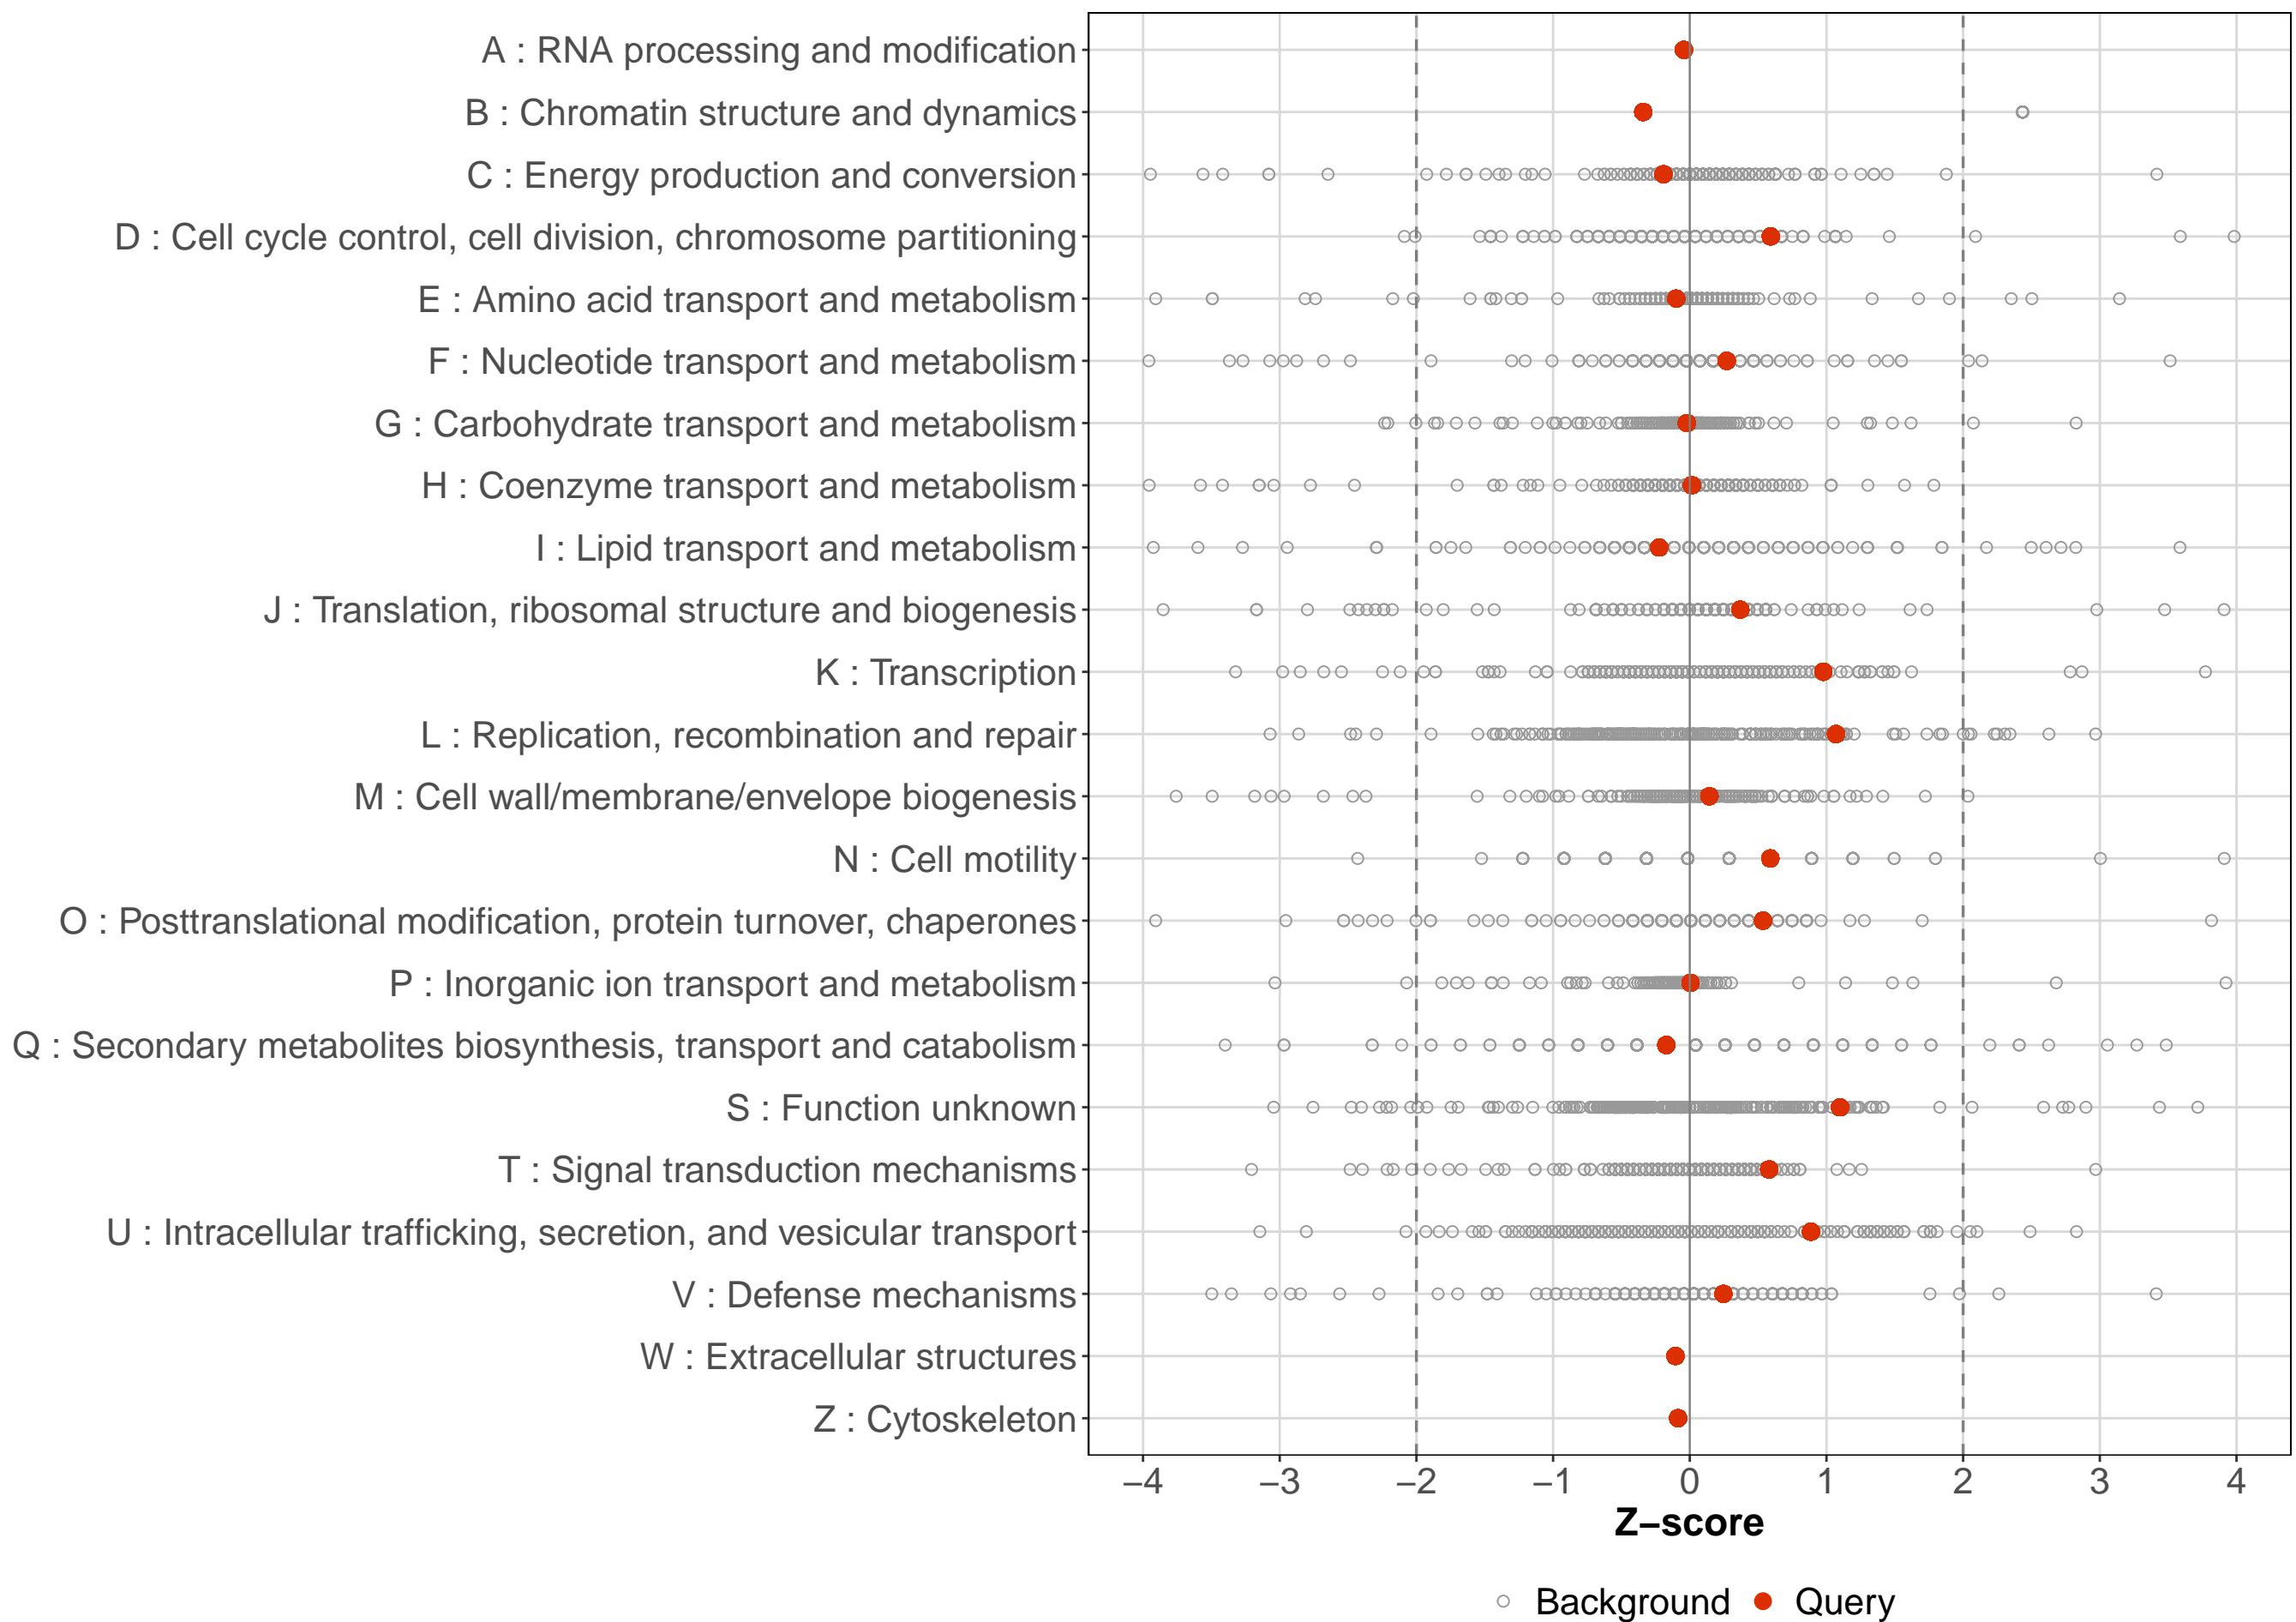 A : RNA processing and modification
B : Chromatin structure and dynamics
C : Energy production and conversion
D : Cell cycle control, cell division, chromosome partitioning
E : Amino acid transport and metabolism
F : Nucleotide transport and metabolism
G : Carbohydrate transport and metabolism
H : Coenzyme transport and metabolism
I : Lipid transport and metabolism
J : Translation, ribosomal structure and biogenesis
K : Transcription
L : Replication, recombination and repair
M : Cell wall/membrane/envelope biogenesis
N : Cell motility
O : Posttranslational modification, protein turnover, chaperones
P : Inorganic ion transport and metabolism
Q : Secondary metabolites biosynthesis, transport and catabolism
S : Function unknown
T : Signal transduction mechanisms
U : Intracellular trafficking, secretion, and vesicular transport
V : Defense mechanisms
W : Extracellular structures
Z : Cytoskeleton
−4 −3 −2 −1 0 1 2 3 4
Z−score
Background Query